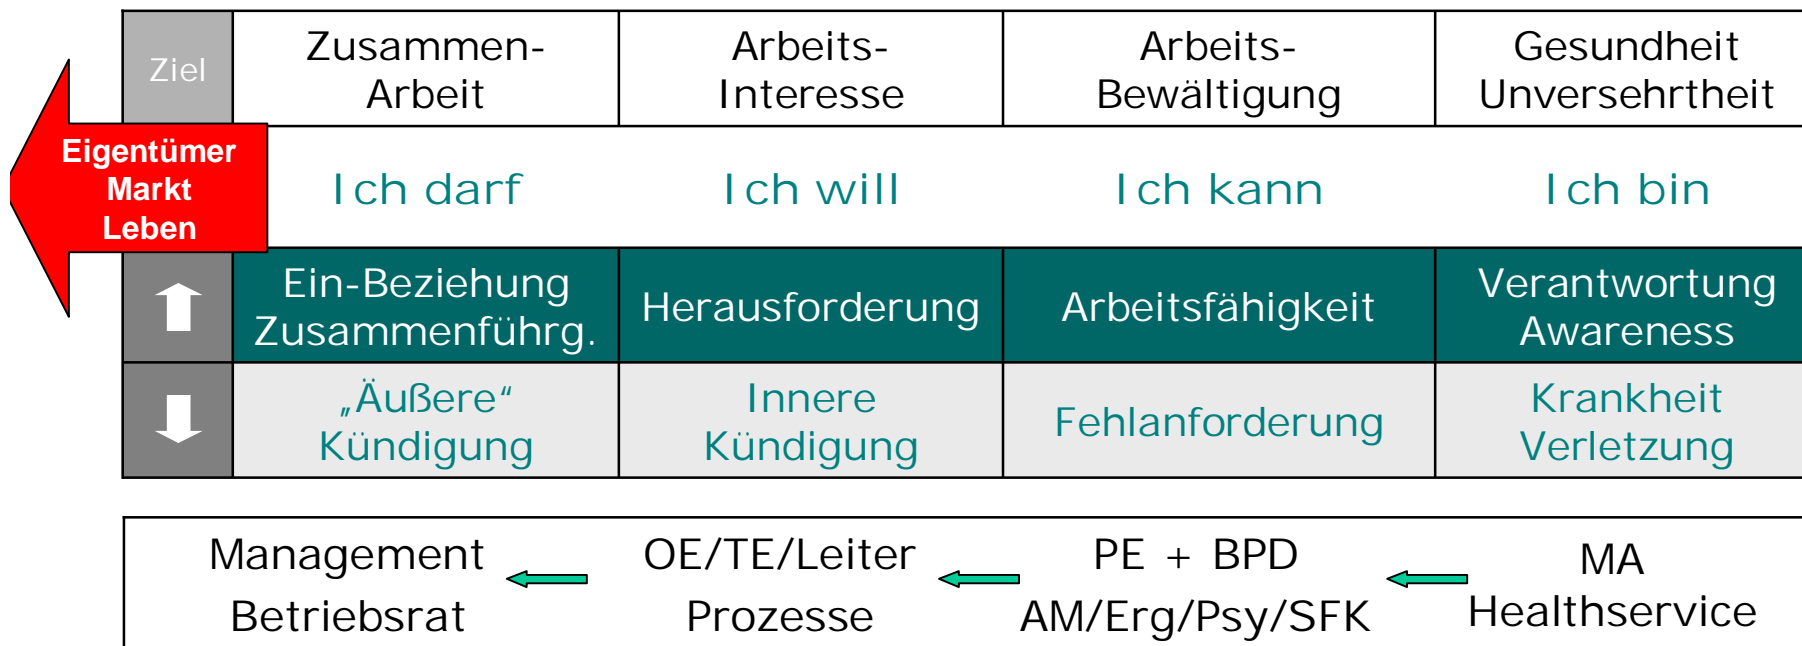 Ziel
Zusammen-
Arbeit
Arbeits-
Interesse
Arbeits-
Bewältigung
Gesundheit
Unversehrtheit
Eigentümer
Markt
Leben
Ich darf
Ich will
Ich kann
Ich bin
Ein-Beziehung
Zusammenführg.
Herausforderung
Arbeitsfähigkeit
Verantwortung
Awareness
„Äußere“
Kündigung
Innere
Kündigung
Fehlanforderung
Krankheit
Verletzung
Management
Betriebsrat
OE/TE/Leiter
Prozesse
PE + BPD
AM/Erg/Psy/SFK
MA
Healthservice